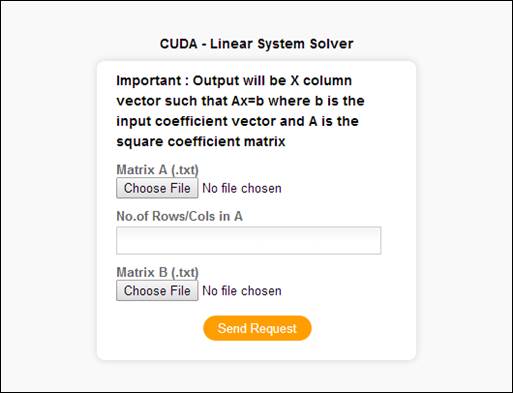 CUDA - Linear System Solver
Important : Output will be X column
vector such that Ax=b where b is the
input coefficient vector and A is the
square coefficient matrix
Matrix A (.txt)
Choose File No file chosen
No.of Rows/Cols in A
Matrix B (.txt)
Choose File No file chosen
Send Request